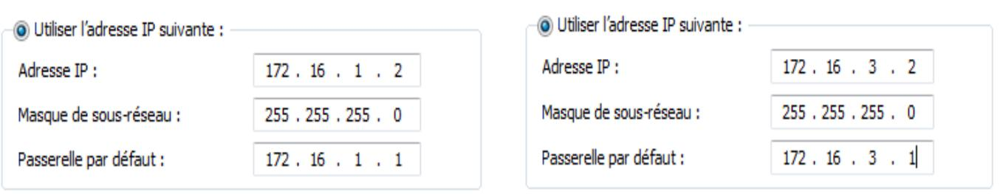 Utiliser l'adresse IP suivante :
Adresse IP : 172 . 16 . 1 . 2
Masque de sous-réseau : 255 . 255 . 255 . 0
Passerelle par défaut : 172 . 16 . 1 . 1
Utiliser l'adresse IP suivante :
Adresse IP : 172 . 16 . 3 . 2
Masque de sous-réseau : 255 . 255 . 255 . 0
Passerelle par défaut : 172 . 16 . 3 . 1